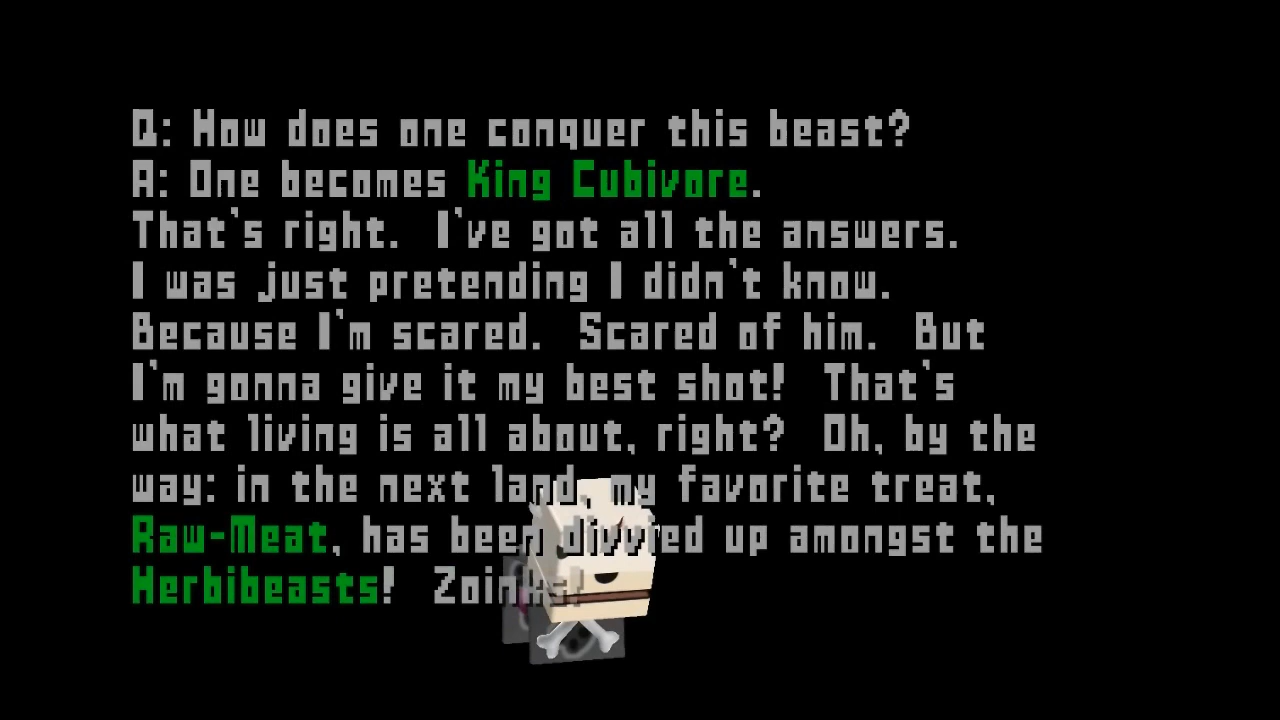 Q: How does one conquer this beast?
A: One becomes King Cubivore.
That's right. I've got all the answers.
I was just pretending I didn't know.
Because I'm scared. Scared of him. But
I'm gonna give it my best shot! That's
what living is all about, right? Oh, by the
way: in the next land, my favorite treat,
Raw-Meat, has been divvied up amongst the
Herbibeasts! Zoinks!